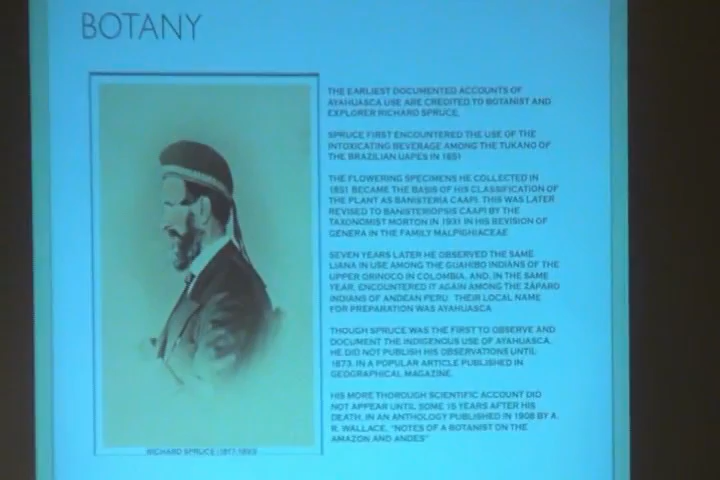 BOTANY
THE EARLIEST DOCUMENTED ACCOUNTS OF
AYAHUASCA USE ARE CREDITED TO BOTANIST AND
EXPLORER RICHARD SPRUCE.
SPRUCE FIRST ENCOUNTERED THE USE OF THE
INTOXICATING BEVERAGE AMONG THE TUKANO OF
THE BRAZILIAN UAPES IN 1851
THE FLOWERING SPECIMENS HE COLLECTED IN
1851 BECAME THE BASIS OF HIS CLASSIFICATION OF
THE PLANT AS BANISTERIA CAAPI. THIS WAS LATER
REVISED TO BANISTERIOPSIS CAAPI BY THE
TAXONOMIST MORTON IN 1931 IN HIS REVISION OF
GENERA IN THE FAMILY MALPIGHIACEAE
SEVEN YEARS LATER HE OBSERVED THE SAME
LIANA IN USE AMONG THE GUAHIBO INDIANS OF THE
UPPER ORINOCO IN COLOMBIA, AND, IN THE SAME
YEAR, ENCOUNTERED IT AGAIN AMONG THE ZÁPARO
INDIANS OF ANDEAN PERU. THEIR LOCAL NAME
FOR PREPARATION WAS AYAHUASCA
THOUGH SPRUCE WAS THE FIRST TO OBSERVE AND
DOCUMENT THE INDIGENOUS USE OF AYAHUASCA,
HE DID NOT PUBLISH HIS OBSERVATIONS UNTIL
1873, IN A POPULAR ARTICLE PUBLISHED IN
GEOGRAPHICAL MAGAZINE.
HIS MORE THOROUGH SCIENTIFIC ACCOUNT DID
NOT APPEAR UNTIL SOME 15 YEARS AFTER HIS
DEATH, IN AN ANTHOLOGY PUBLISHED IN 1908 BY A.
R. WALLACE, "NOTES OF A BOTANIST ON THE
AMAZON AND ANDES"
RICHARD SPRUCE (1817-1893)